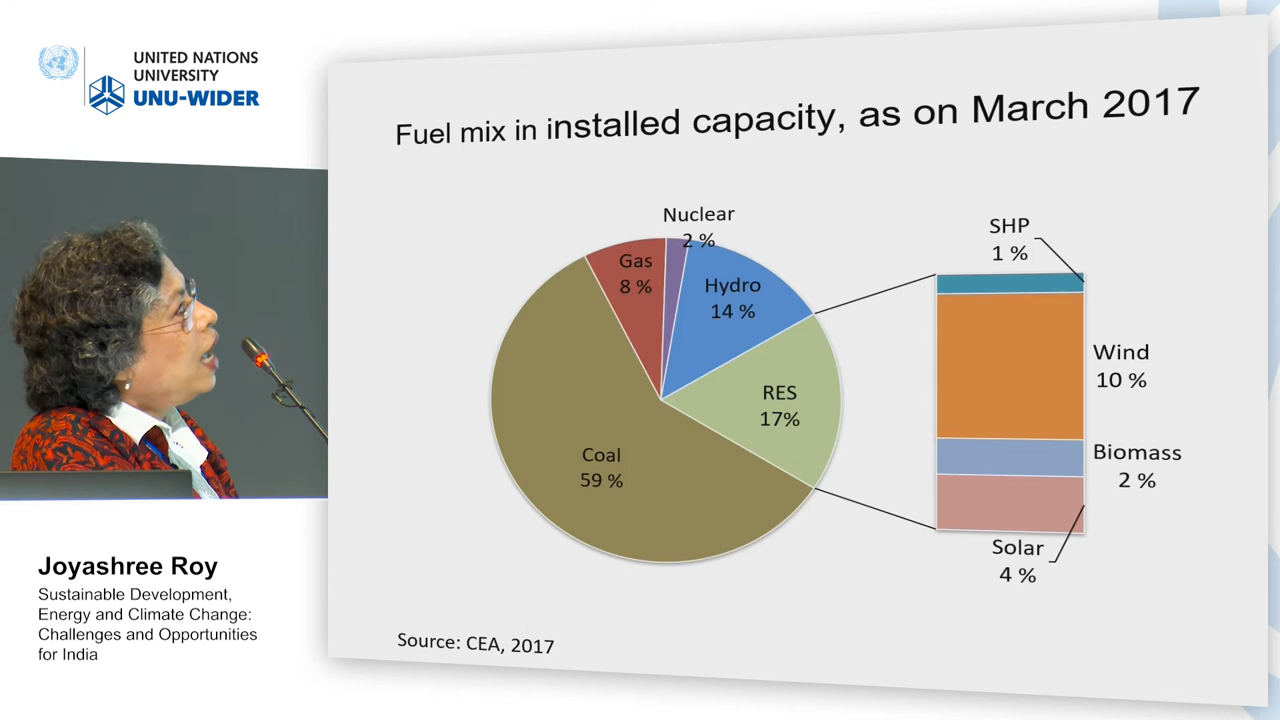 UNITED NATIONS
UNIVERSITY
UNU-WIDER
Joyashree Roy
Sustainable Development,
Energy and Climate Change:
Challenges and Opportunities
for India
Fuel mix in installed capacity, as on March 2017
Nuclear
2 %
Gas
8 %
Hydro
14 %
RES
17%
Coal
59 %
SHP
1 %
Wind
10 %
Biomass
2 %
Solar
4 %
Source: CEA, 2017